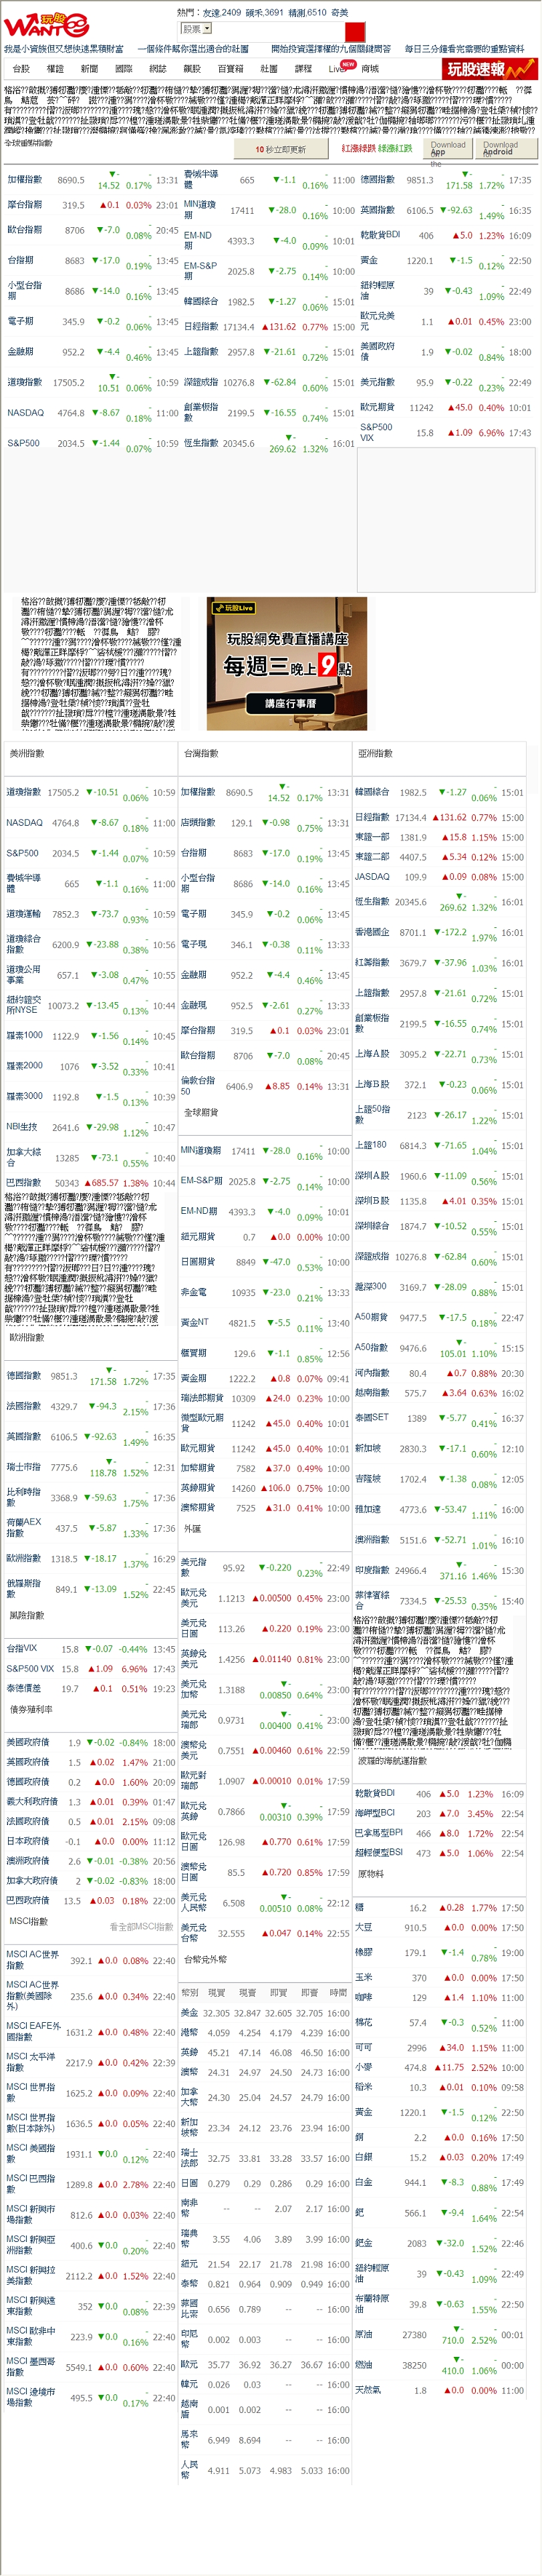 玩股
WANTGOO
熱門：友達,2409 碩禾,3691 精測,6510 奇美
股票
我是小資族但又想快速累積財富 一個條件幫你選出適合的社團 開始投資選擇權的九個關鍵問答 每日三分鐘看完需要的重點資料
台股 權證 新聞 國際 網誌 飆股 百寶箱 社團 課程 Live 商城
NEW
玩股速報
全球重點指數
10 秒立即更新
紅漲綠跌 綠漲紅跌
Download App
Download Android
加權指數 8690.5 ▼-14.52 -0.17% 13:31
摩台指期 319.5 ▲0.1 0.03% 23:01
歐台指期 8706 ▼-7.0 -0.08% 20:45
台指期 8683 ▼-17.0 -0.19% 13:45
小型台指期 8686 ▼-14.0 -0.16% 13:45
電子期 345.9 ▼-0.2 -0.06% 13:45
金融期 952.2 ▼-4.4 -0.46% 13:45
道瓊指數 17505.2 ▼-10.51 -0.06% 10:59
NASDAQ 4764.8 ▼-8.67 -0.18% 11:00
S&P500 2034.5 ▼-1.44 -0.07% 10:59
費城半導體 665 ▼-1.1 -0.16% 11:00
MIN道瓊期 17411 ▼-28.0 -0.16% 10:00
EM-ND期 4393.3 ▼-4.0 -0.09% 10:01
EM-S&P期 2025.8 ▼-2.75 -0.14% 10:00
韓國綜合 1982.5 ▼-1.27 -0.06% 15:01
日經指數 17134.4 ▲131.62 0.77% 15:00
上證指數 2957.8 ▼-21.61 -0.72% 15:01
深證成指 10276.8 ▼-62.84 -0.60% 15:01
創業板指數 2199.5 ▼-16.55 -0.74% 15:01
恆生指數 20345.6 ▼-269.62 -1.32% 16:01
德國指數 9851.3 ▼-171.58 -1.72% 17:35
英國指數 6106.5 ▼-92.63 -1.49% 16:35
乾散貨BDI 406 ▲5.0 1.23% 16:09
黃金 1220.1 ▼-1.5 -0.12% 22:50
紐約輕原油 39 ▼-0.43 -1.09% 22:49
歐元兌美元 1.1 ▲0.01 0.45% 23:00
美國政府債 1.9 ▼-0.02 -0.84% 18:00
美元指數 95.9 ▼-0.22 -0.23% 22:49
歐元期貨 11242 ▲45.0 0.40% 10:01
S&P500 VIX 15.8 ▲1.09 6.96% 17:43
玩股Live
玩股網免費直播講座
每週三晚上9點
講座行事曆
美洲指數
道瓊指數 17505.2 ▼-10.51 -0.06% 10:59
NASDAQ 4764.8 ▼-8.67 -0.18% 11:00
S&P500 2034.5 ▼-1.44 -0.07% 10:59
費城半導體 665 ▼-1.1 -0.16% 11:00
道瓊運輸 7852.3 ▼-73.7 -0.93% 10:59
道瓊綜合指數 6200.9 ▼-23.88 -0.38% 10:56
道瓊公用事業 657.1 ▼-3.08 -0.47% 10:55
紐約證交所NYSE 10073.2 ▼-13.45 -0.13% 10:44
羅素1000 1122.9 ▼-1.56 -0.14% 10:45
羅素2000 1076 ▼-3.52 -0.33% 10:41
羅素3000 1192.8 ▼-1.5 -0.13% 10:39
NBI生技 2641.6 ▼-29.98 -1.12% 10:47
加拿大綜合 13285 ▼-73.1 -0.55% 10:40
巴西指數 50343 ▲685.57 1.38% 10:44
歐洲指數
德國指數 9851.3 ▼-171.58 -1.72% 17:35
法國指數 4329.7 ▼-94.3 -2.15% 17:36
英國指數 6106.5 ▼-92.63 -1.49% 16:35
瑞士市指 7775.6 ▼-118.78 -1.52% 12:31
比利時指數 3368.9 ▼-59.63 -1.75% 17:36
荷蘭AEX指數 437.5 ▼-5.87 -1.33% 17:36
歐洲指數 1318.5 ▼-18.17 -1.37% 16:29
俄羅斯指數 849.1 ▼-13.09 -1.52% 22:45
風險指數
台指VIX 15.8 ▼-0.07 -0.44% 13:45
S&P500 VIX 15.8 ▲1.09 6.96% 17:43
泰德價差 19.7 ▲0.1 0.51% 19:23
債券殖利率
美國政府債 1.9 ▼-0.02 -0.84% 18:00
英國政府債 1.5 ▲0.02 1.47% 21:00
德國政府債 0.2 ▲0.0 1.60% 20:09
義大利政府債 1.3 ▲0.01 0.39% 01:47
法國政府債 0.5 ▲0.01 2.15% 09:08
日本政府債 -0.1 ▲0.0 0.00% 11:12
澳洲政府債 2.6 ▼-0.01 -0.38% 20:56
加拿大政府債 2 ▼-0.02 -0.83% 18:00
巴西政府債 13.5 ▲0.03 0.18% 22:00
MSCI指數 看全部MSCI指數
MSCI AC世界指數 392.1 ▲0.0 0.08% 22:40
MSCI AC世界指數(美國除外) 235.6 ▲0.0 0.34% 22:40
MSCI EAFE外國指數 1631.2 ▲0.0 0.48% 22:40
MSCI 太平洋指數 2217.9 ▲0.0 0.42% 22:39
MSCI 世界指數 1625.2 ▲0.0 0.09% 22:40
MSCI 世界指數(日本除外) 1636.5 ▲0.0 0.05% 22:40
MSCI 美國指數 1931.1 ▼0.0 -0.12% 22:40
MSCI 巴西指數 1289.8 ▲0.0 2.78% 22:40
MSCI 新興市場指數 812.6 ▲0.0 0.03% 22:40
MSCI 新興亞洲指數 400.6 ▼0.0 -0.20% 22:40
MSCI 新興拉美指數 2112.2 ▲0.0 1.52% 22:40
MSCI 新興遠東指數 352 ▼0.0 -0.08% 22:39
MSCI 歐非中東指數 223.9 ▼0.0 -0.16% 22:40
MSCI 墨西哥指數 5549.1 ▲0.0 0.60% 22:40
MSCI 邊境市場指數 495.5 ▼0.0 -0.17% 22:40
台灣指數
加權指數 8690.5 ▼-14.52 -0.17% 13:31
店頭指數 129.1 ▼-0.98 -0.75% 13:31
台指期 8683 ▼-17.0 -0.19% 13:45
小型台指期 8686 ▼-14.0 -0.16% 13:45
電子期 345.9 ▼-0.2 -0.06% 13:45
電子現 346.1 ▼-0.38 -0.11% 13:33
金融期 952.2 ▼-4.4 -0.46% 13:45
金融現 952.5 ▼-2.61 -0.27% 13:33
摩台指期 319.5 ▲0.1 0.03% 23:01
歐台指期 8706 ▼-7.0 -0.08% 20:45
倫敦台指50 6406.9 ▲8.85 0.14% 13:31
全球期貨
MIN道瓊期 17411 ▼-28.0 -0.16% 10:00
EM-S&P期 2025.8 ▼-2.75 -0.14% 10:00
EM-ND期 4393.3 ▼-4.0 -0.09% 10:01
紐元期貨 0.7 ▲0.0 0.00% 10:00
日圓期貨 8849 ▼-47.0 -0.53% 10:00
非金電 10935 ▼-23.0 -0.21% 13:33
黃金NT 4821.5 ▼-5.5 -0.11% 13:40
櫃買期 129.6 ▼-1.1 -0.85% 12:56
黃金期 1222.2 ▲0.8 0.07% 09:41
瑞法郎期貨 10309 ▲24.0 0.23% 10:00
微型歐元期貨 11242 ▲45.0 0.40% 10:01
歐元期貨 11242 ▲45.0 0.40% 10:01
加幣期貨 7582 ▲37.0 0.49% 10:00
英鎊期貨 14260 ▲106.0 0.75% 10:00
澳幣期貨 7525 ▲31.0 0.41% 10:00
外匯
美元指數 95.92 ▼-0.220 -0.23% 22:49
歐元兌美元 1.1213 ▲0.00500 0.45% 23:00
美元兌日圓 113.26 ▲0.220 0.19% 23:00
英鎊兌美元 1.4256 ▲0.01140 0.81% 23:00
美元兌加幣 1.3188 ▼-0.00850 -0.64% 23:00
美元兌瑞郎 0.9731 ▼-0.00400 -0.41% 23:00
澳幣兌美元 0.7551 ▲0.00460 0.61% 22:59
歐元對瑞郎 1.0907 ▲0.00010 0.01% 17:59
歐元兌英鎊 0.7866 ▼-0.00310 -0.39% 17:59
歐元兌日圓 126.98 ▲0.770 0.61% 17:59
澳幣兌日圓 85.5 ▲0.720 0.85% 17:59
美元兌人民幣 6.508 ▼-0.00510 -0.08% 22:12
美元兌台幣 32.555 ▲0.047 0.14% 22:55
台幣兌外幣
幣別 現買 現賣 即買 即賣 時間
美金 32.305 32.847 32.605 32.705 16:00
港幣 4.059 4.254 4.179 4.239 16:00
英鎊 45.21 47.14 46.08 46.50 16:00
澳幣 24.31 24.97 24.50 24.73 16:00
加拿大幣 24.30 25.04 24.57 24.79 16:00
新加坡幣 23.34 24.12 23.76 23.94 16:00
瑞士法郎 32.75 33.81 33.28 33.57 16:00
日圓 0.279 0.29 0.286 0.29 16:00
南非幣 -- -- 2.07 2.17 16:00
瑞典幣 3.55 4.06 3.89 3.99 16:00
紐元 21.54 22.17 21.78 21.98 16:00
泰幣 0.821 0.964 0.909 0.949 16:00
菲國比索 0.656 0.789 -- -- 16:00
印尼幣 0.002 0.003 -- -- 16:00
歐元 35.77 36.92 36.27 36.67 16:00
韓元 0.026 0.03 -- -- 16:00
越南盾 0.001 0.002 -- -- 16:00
馬來幣 6.949 8.694 -- -- 16:00
人民幣 4.911 5.073 4.983 5.033 16:00
亞洲指數
韓國綜合 1982.5 ▼-1.27 -0.06% 15:01
日經指數 17134.4 ▲131.62 0.77% 15:00
東證一部 1381.9 ▲15.8 1.15% 15:00
東證二部 4407.5 ▲5.34 0.12% 15:00
JASDAQ 109.9 ▲0.09 0.08% 15:00
恆生指數 20345.6 ▼-269.62 -1.32% 16:01
香港國企 8701.1 ▼-172.2 -1.97% 16:01
紅籌指數 3679.7 ▼-37.96 -1.03% 16:01
上證指數 2957.8 ▼-21.61 -0.72% 15:01
創業板指數 2199.5 ▼-16.55 -0.74% 15:01
上海Ａ股 3095.2 ▼-22.71 -0.73% 15:01
上海Ｂ股 372.1 ▼-0.23 -0.06% 15:01
上證50指數 2123 ▼-26.17 -1.22% 15:01
上證180 6814.3 ▼-71.65 -1.04% 15:01
深圳Ａ股 1960.6 ▼-11.09 -0.56% 15:01
深圳Ｂ股 1135.8 ▲4.01 0.35% 15:01
深圳綜合 1874.7 ▼-10.52 -0.55% 15:01
深證成指 10276.8 ▼-62.84 -0.60% 15:01
滬深300 3169.7 ▼-28.09 -0.88% 15:01
A50期貨 9477.5 ▼-17.5 -0.18% 22:47
A50指數 9476.6 ▼-105.01 -1.10% 15:15
河內指數 80.4 ▲0.7 0.88% 20:30
越南指數 575.7 ▲3.64 0.63% 16:02
泰國SET 1389 ▼-5.77 -0.41% 16:37
新加坡 2830.3 ▼-17.1 -0.60% 12:10
吉隆坡 1702.4 ▼-1.38 -0.08% 12:05
雅加達 4773.6 ▼-53.47 -1.11% 16:00
澳洲指數 5151.6 ▼-52.71 -1.01% 16:10
印度指數 24966.4 ▼-371.16 -1.46% 15:30
菲律賓綜合 7334.5 ▼-25.53 -0.35% 15:40
波羅的海航運指數
乾散貨BDI 406 ▲5.0 1.23% 16:09
海岬型BCI 203 ▲7.0 3.45% 22:54
巴拿馬型BPI 466 ▲8.0 1.72% 22:54
超輕便型BSI 473 ▲5.0 1.06% 22:54
原物料
糖 16.2 ▲0.28 1.77% 17:50
大豆 910.5 ▲0.0 0.00% 17:50
橡膠 179.1 ▼-1.4 -0.78% 19:00
玉米 370 ▲0.0 0.00% 17:50
咖啡 129 ▲1.4 1.10% 11:00
棉花 57.4 ▼-0.3 -0.52% 11:00
可可 2996 ▲34.0 1.15% 11:00
小麥 474.8 ▲11.75 2.52% 10:00
稻米 10.3 ▲0.01 0.10% 09:58
黃金 1220.1 ▼-1.5 -0.12% 22:50
銅 2.2 ▲0.0 0.16% 17:50
白銀 15.2 ▲0.03 0.20% 17:49
白金 944.1 ▼-8.3 -0.88% 17:49
鈀 566.1 ▼-9.4 -1.64% 22:54
鈀金 2083 ▼-32.0 -1.52% 22:46
紐約輕原油 39 ▼-0.43 -1.09% 22:49
布蘭特原油 39.8 ▼-0.63 -1.55% 22:50
原油 27380 ▼-710.0 -2.52% 00:01
燃油 38250 ▼-410.0 -1.06% 00:00
天然氣 1.8 ▲0.0 0.00% 11:00